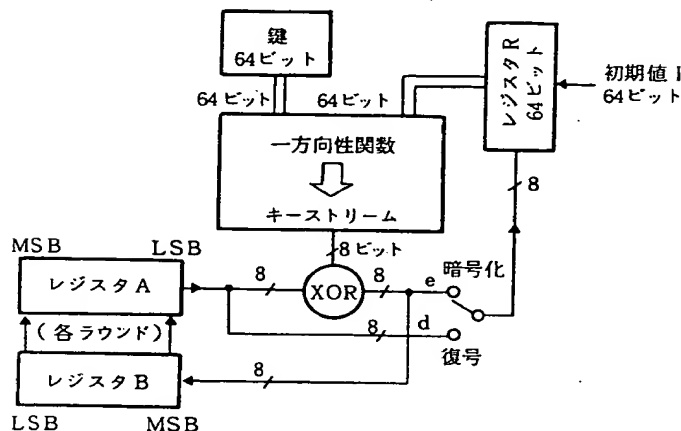 鍵
64ビット
レジスタR
64ビット
初期値I
64ビット
64ビット
64ビット
一方向性関数
キーストリーム
8
8ビット
MSB
LSB
レジスタA
8
XOR
8
e
暗号化
(各ラウンド)
8
d
復号
レジスタB
8
LSB
MSB